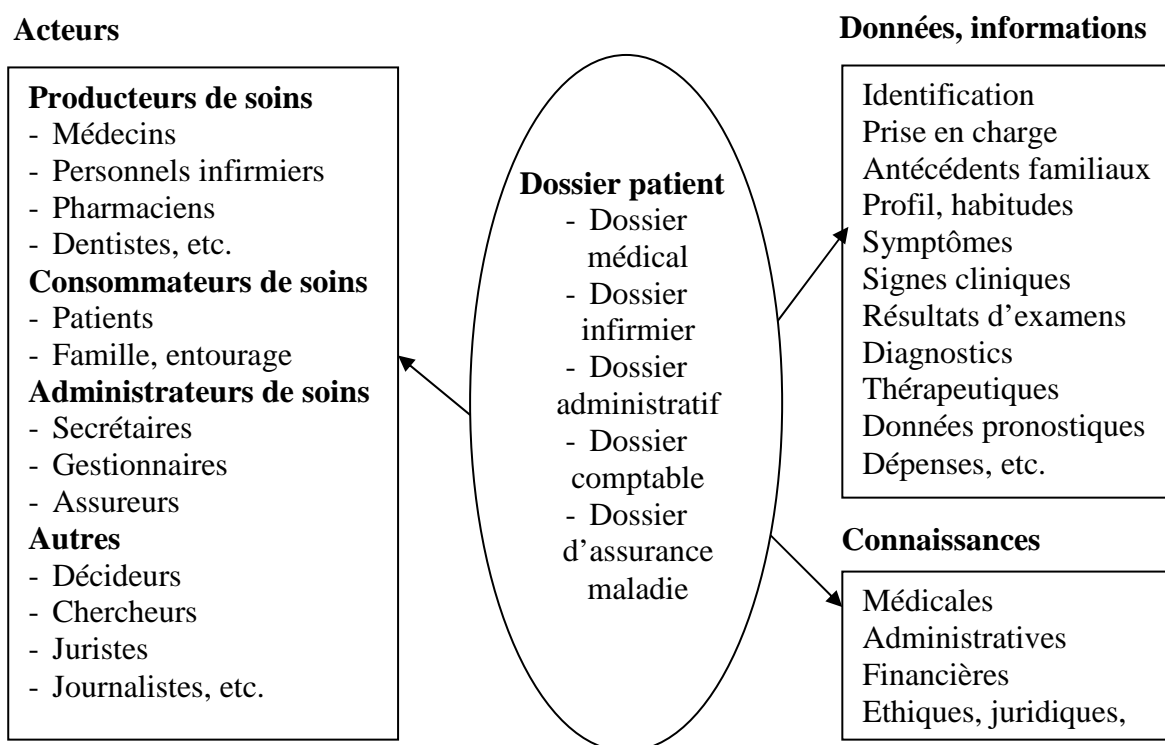 Acteurs
Producteurs de soins
- Médecins
- Personnels infirmiers
- Pharmaciens
- Dentistes, etc.
Consommateurs de soins
- Patients
- Famille, entourage
Administrateurs de soins
- Secrétaires
- Gestionnaires
- Assureurs
Autres
- Décideurs
- Chercheurs
- Juristes
- Journalistes, etc.
Dossier patient
- Dossier
médical
- Dossier
infirmier
- Dossier
administratif
- Dossier
comptable
- Dossier
d’assurance
maladie
Données, informations
Identification
Prise en charge
Antécédents familiaux
Profil, habitudes
Symptômes
Signes cliniques
Résultats d’examens
Diagnostics
Thérapeutiques
Données pronostiques
Dépenses, etc.
Connaissances
Médicales
Administratives
Financières
Ethiques, juridiques,